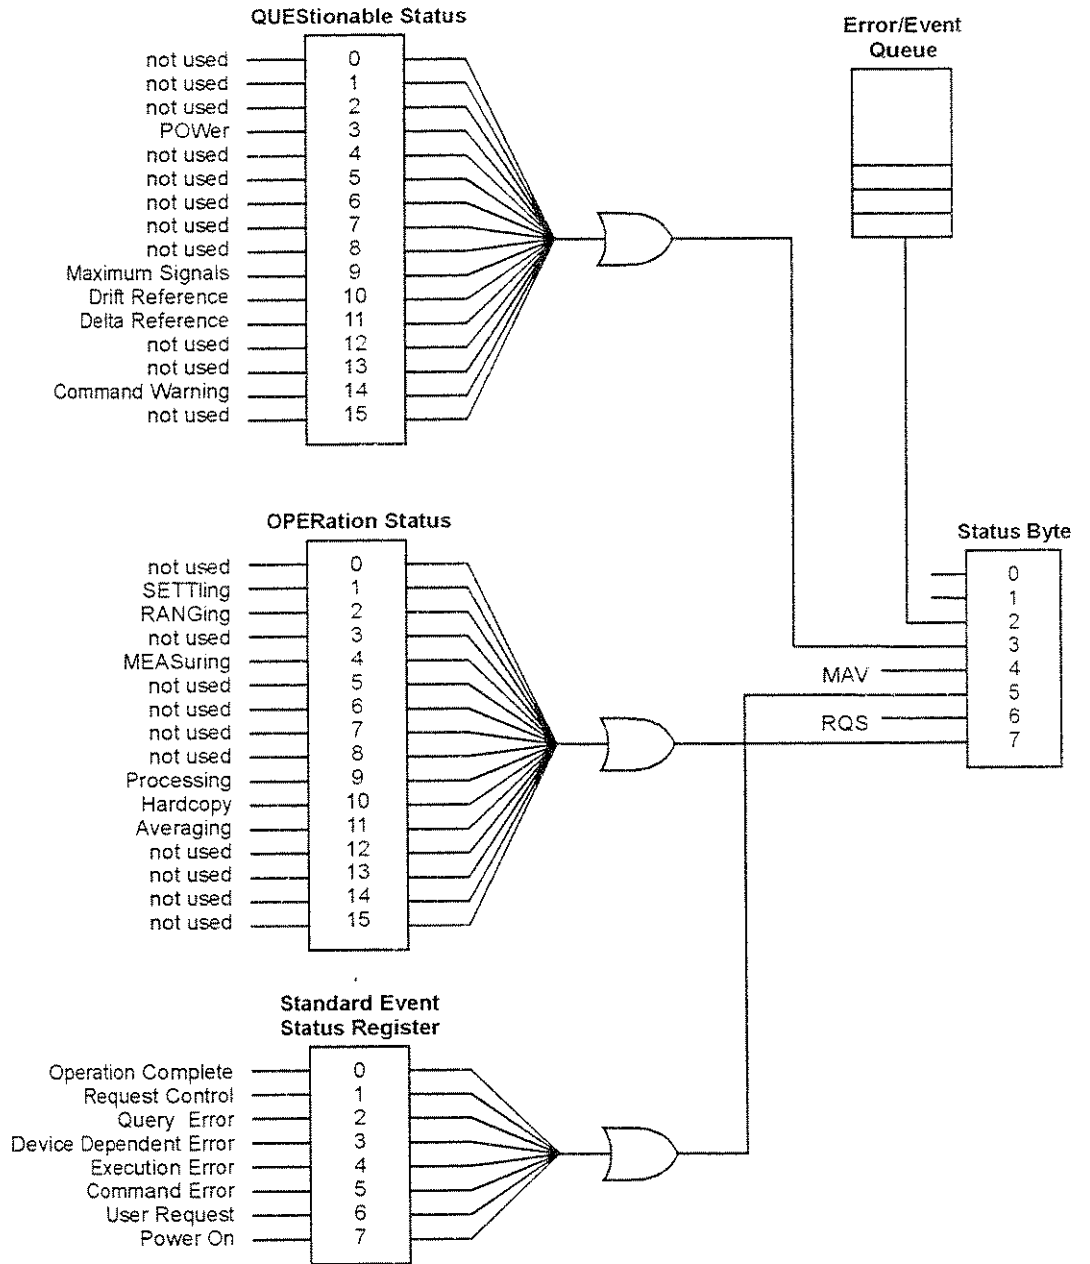 QUEStionable Status
not used 0
not used 1
not used 2
POWer 3
not used 4
not used 5
not used 6
not used 7
not used 8
Maximum Signals 9
Drift Reference 10
Delta Reference 11
not used 12
not used 13
Command Warning 14
not used 15
Error/Event
Queue
OPERation Status
not used 0
SETTling 1
RANGing 2
not used 3
MEASuring 4
not used 5
not used 6
not used 7
not used 8
Processing 9
Hardcopy 10
Averaging 11
not used 12
not used 13
not used 14
not used 15
Status Byte
0
1
2
3
MAV 4
5
RQS 6
7
Standard Event
Status Register
Operation Complete 0
Request Control 1
Query Error 2
Device Dependent Error 3
Execution Error 4
Command Error 5
User Request 6
Power On 7